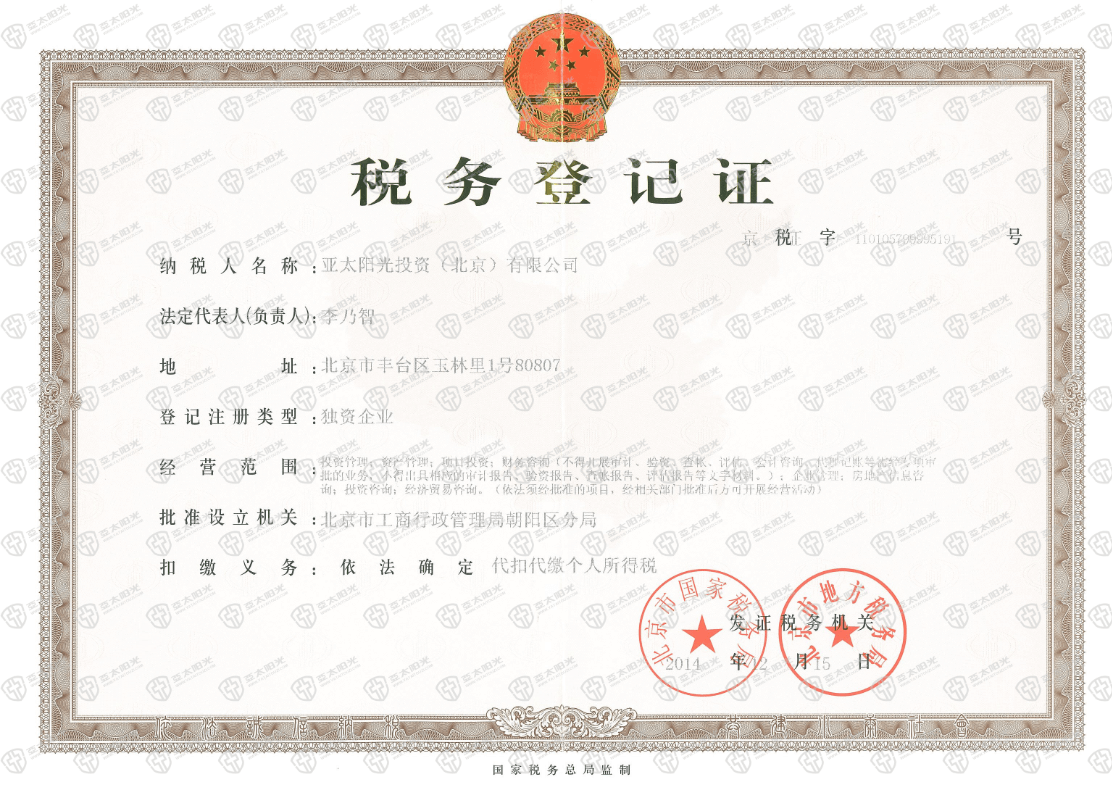 税务登记证
京 税 字 110105799995191 号
纳税人名称：亚太阳光投资（北京）有限公司
法定代表人(负责人)：李乃智
地址：北京市丰台区玉林里1号80807
登记注册类型：独资企业
经营范围：投资管理；资产管理；项目投资；财务咨询（不得开展审计、验资、查帐、评估、会计咨询、代理记账等需经专项审
批的业务，不得出具相应的审计报告、验资报告、查帐报告、评估报告等文字材料。）；企业管理；房地产信息咨
询；投资咨询；经济贸易咨询。（依法须经批准的项目，经相关部门批准后方可开展经营活动）
批准设立机关：北京市工商行政管理局朝阳区分局
扣缴义务：依法确定 代扣代缴个人所得税
北京市国家税务局
北京市地方税务局
发证税务机关
2014 年 12 月 15 日
依法诚信纳税 共建小康社会
国家税务总局监制
亚太阳光